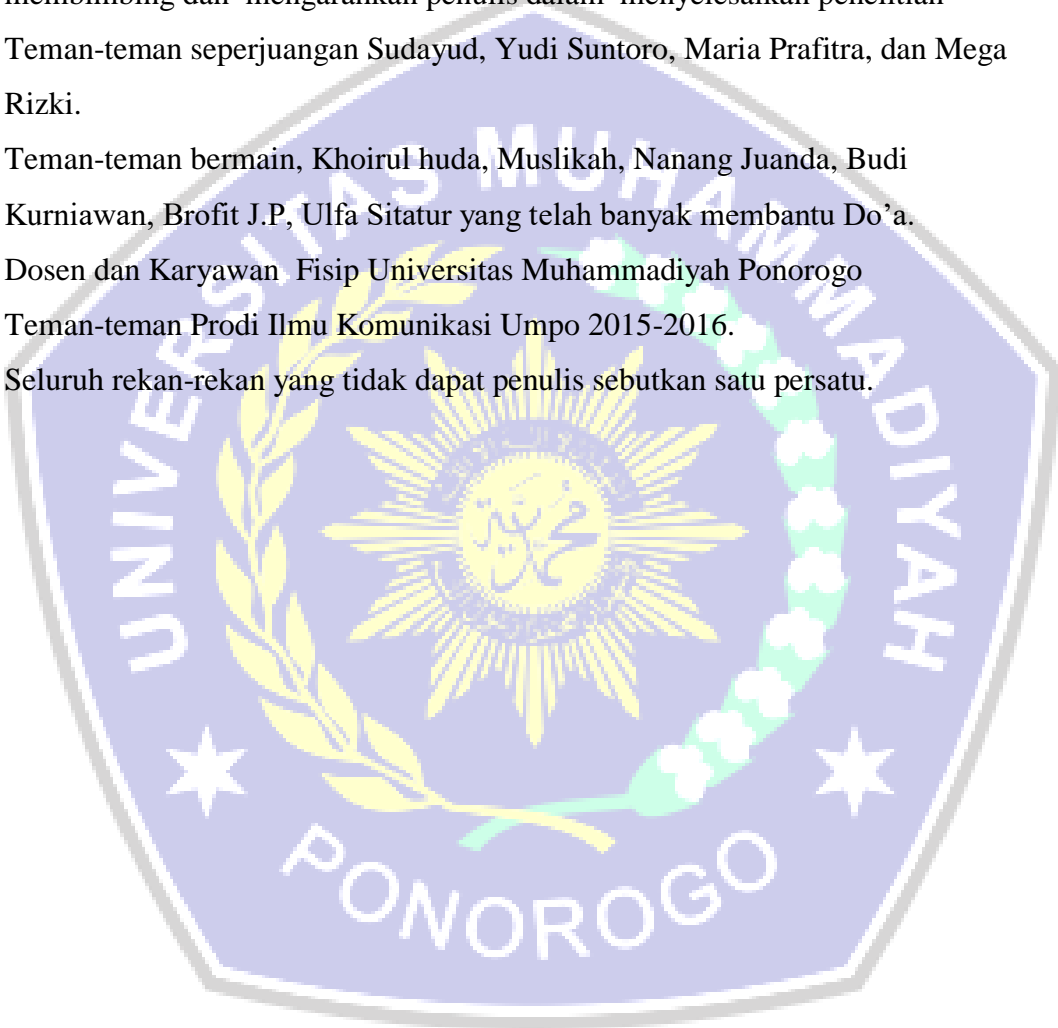 membimbing dan mengarahkan penulis dalam menyelesaikan penelitian
Teman-teman seperjuangan Sudayud, Yudi Suntoro, Maria Prafitra, dan Mega
Rizki.
Teman-teman bermain, Khoirul huda, Muslikah, Nanang Juanda, Budi
Kurniawan, Brofit J.P, Ulfa Sitatur yang telah banyak membantu Do’a.
Dosen dan Karyawan Fisip Universitas Muhammadiyah Ponorogo
Teman-teman Prodi Ilmu Komunikasi Umpo 2015-2016.
Seluruh rekan-rekan yang tidak dapat penulis sebutkan satu persatu.
UNIVERSITAS MUHAMMADIYAH
PONOROGO